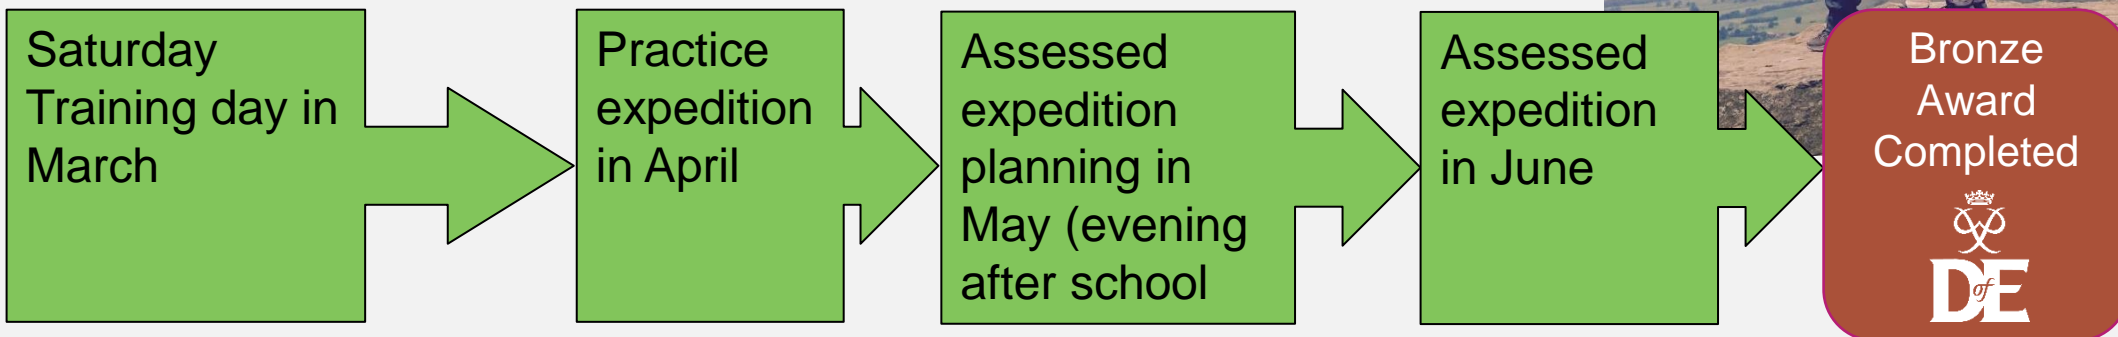 Saturday
Training day in
March
Practice
expedition
in April
Assessed
expedition
planning in
May (evening
after school
Assessed
expedition
in June
Bronze
Award
Completed
DofE